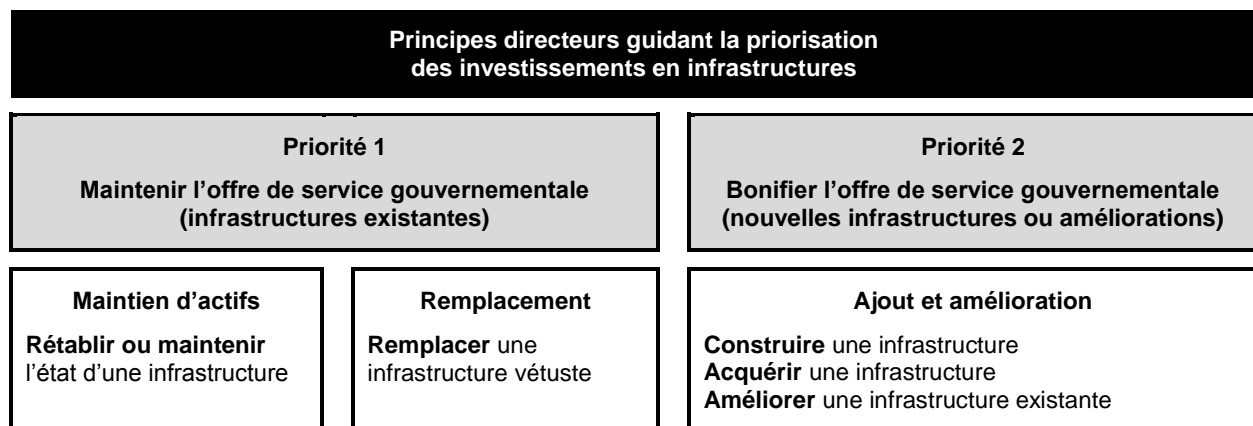 Principes directeurs guidant la priorisation
des investissements en infrastructures
Priorité 1
Maintenir l’offre de service gouvernementale
(infrastructures existantes)
Priorité 2
Bonifier l’offre de service gouvernementale
(nouvelles infrastructures ou améliorations)
Maintien d’actifs
Rétablir ou maintenir
l’état d’une infrastructure
Remplacement
Remplacer une
infrastructure vétuste
Ajout et amélioration
Construire une infrastructure
Acquérir une infrastructure
Améliorer une infrastructure existante